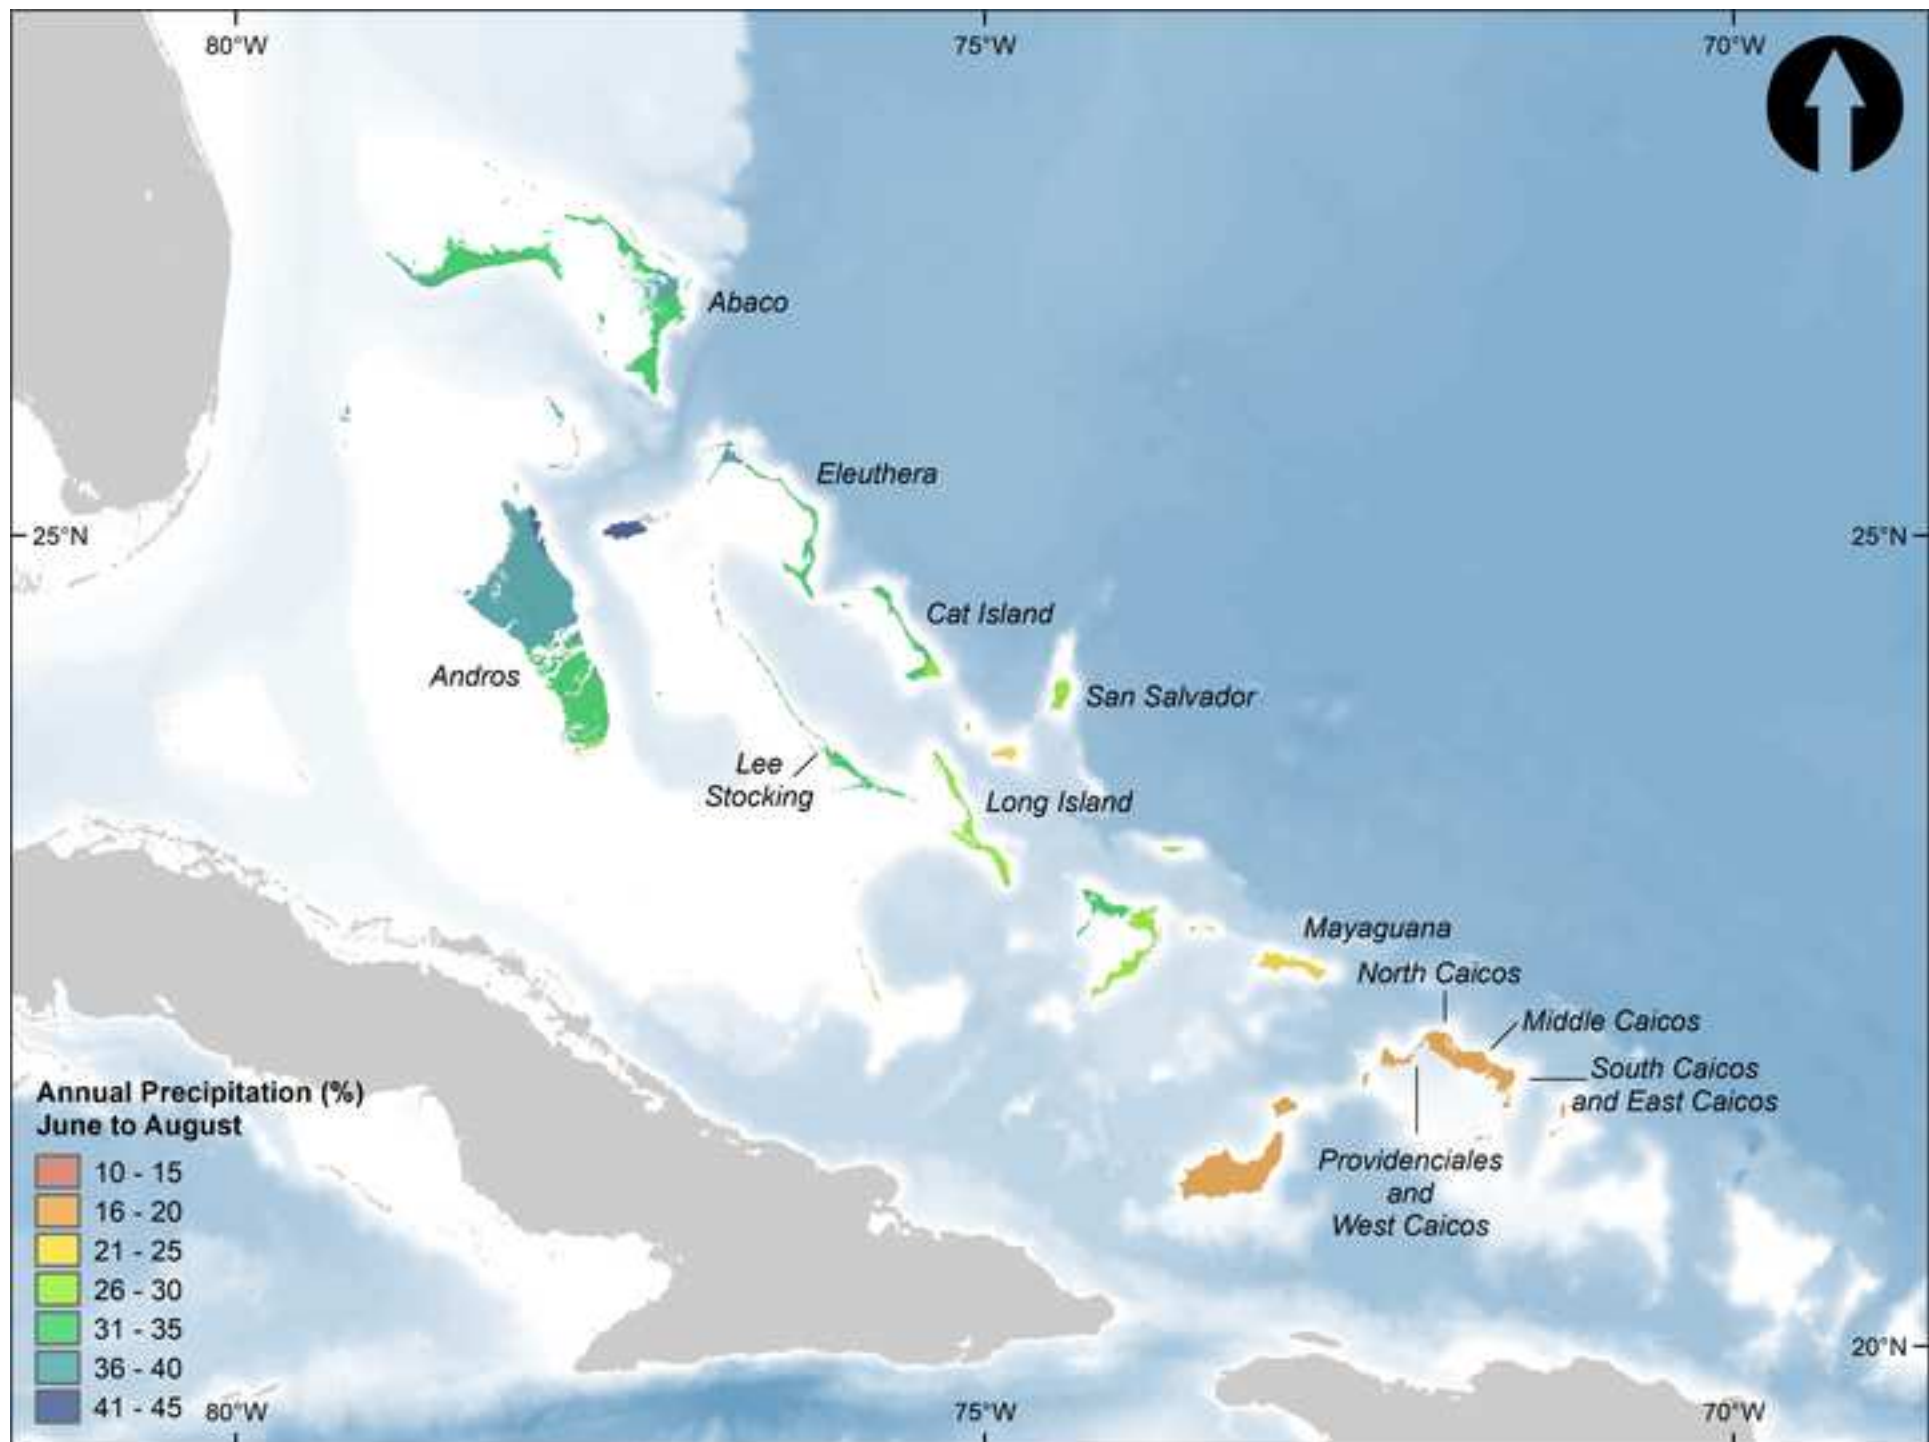 80°W
75°W
70°W
Abaco
Eleuthera
25°N
25°N
Cat Island
Andros
San Salvador
Lee
Stocking
Long Island
Mayaguana
North Caicos
Middle Caicos
South Caicos
and East Caicos
Providenciales
and
West Caicos
Annual Precipitation (%)
June to August
10 - 15
16 - 20
21 - 25
26 - 30
31 - 35
36 - 40
41 - 45
20°N
80°W
75°W
70°W